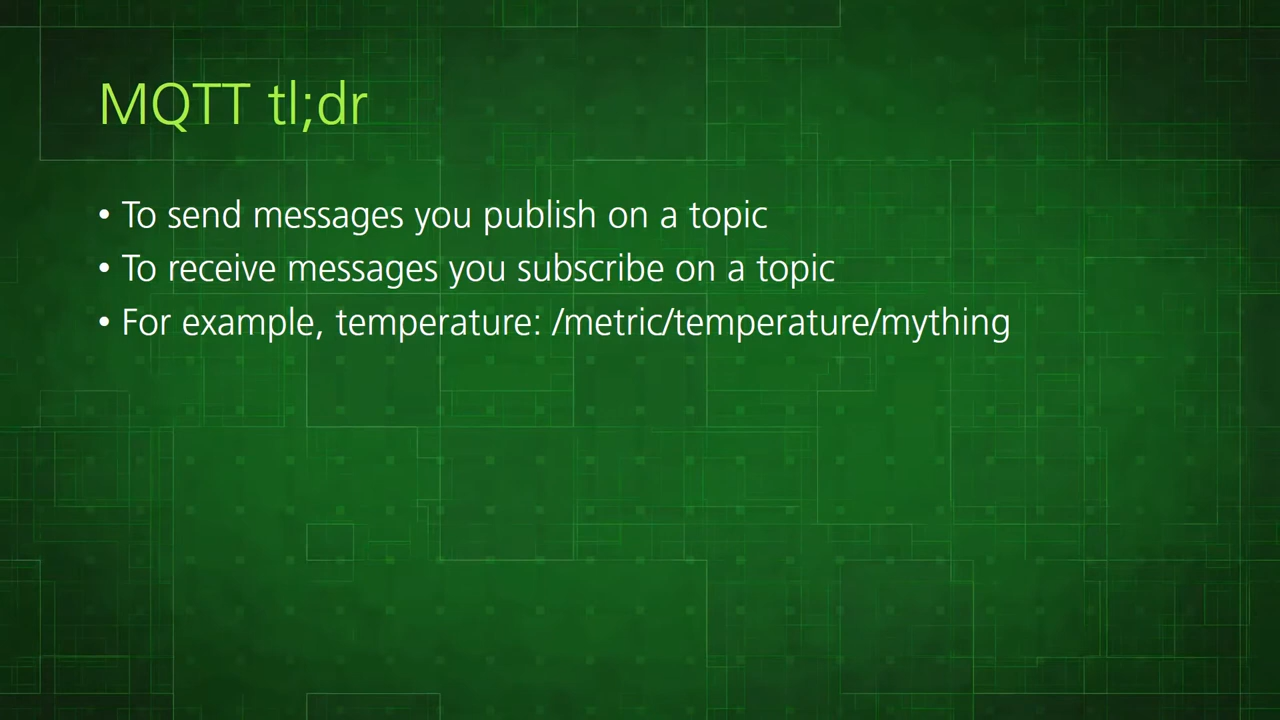 MQTT tl;dr
• To send messages you publish on a topic
• To receive messages you subscribe on a topic
• For example, temperature: /metric/temperature/mything